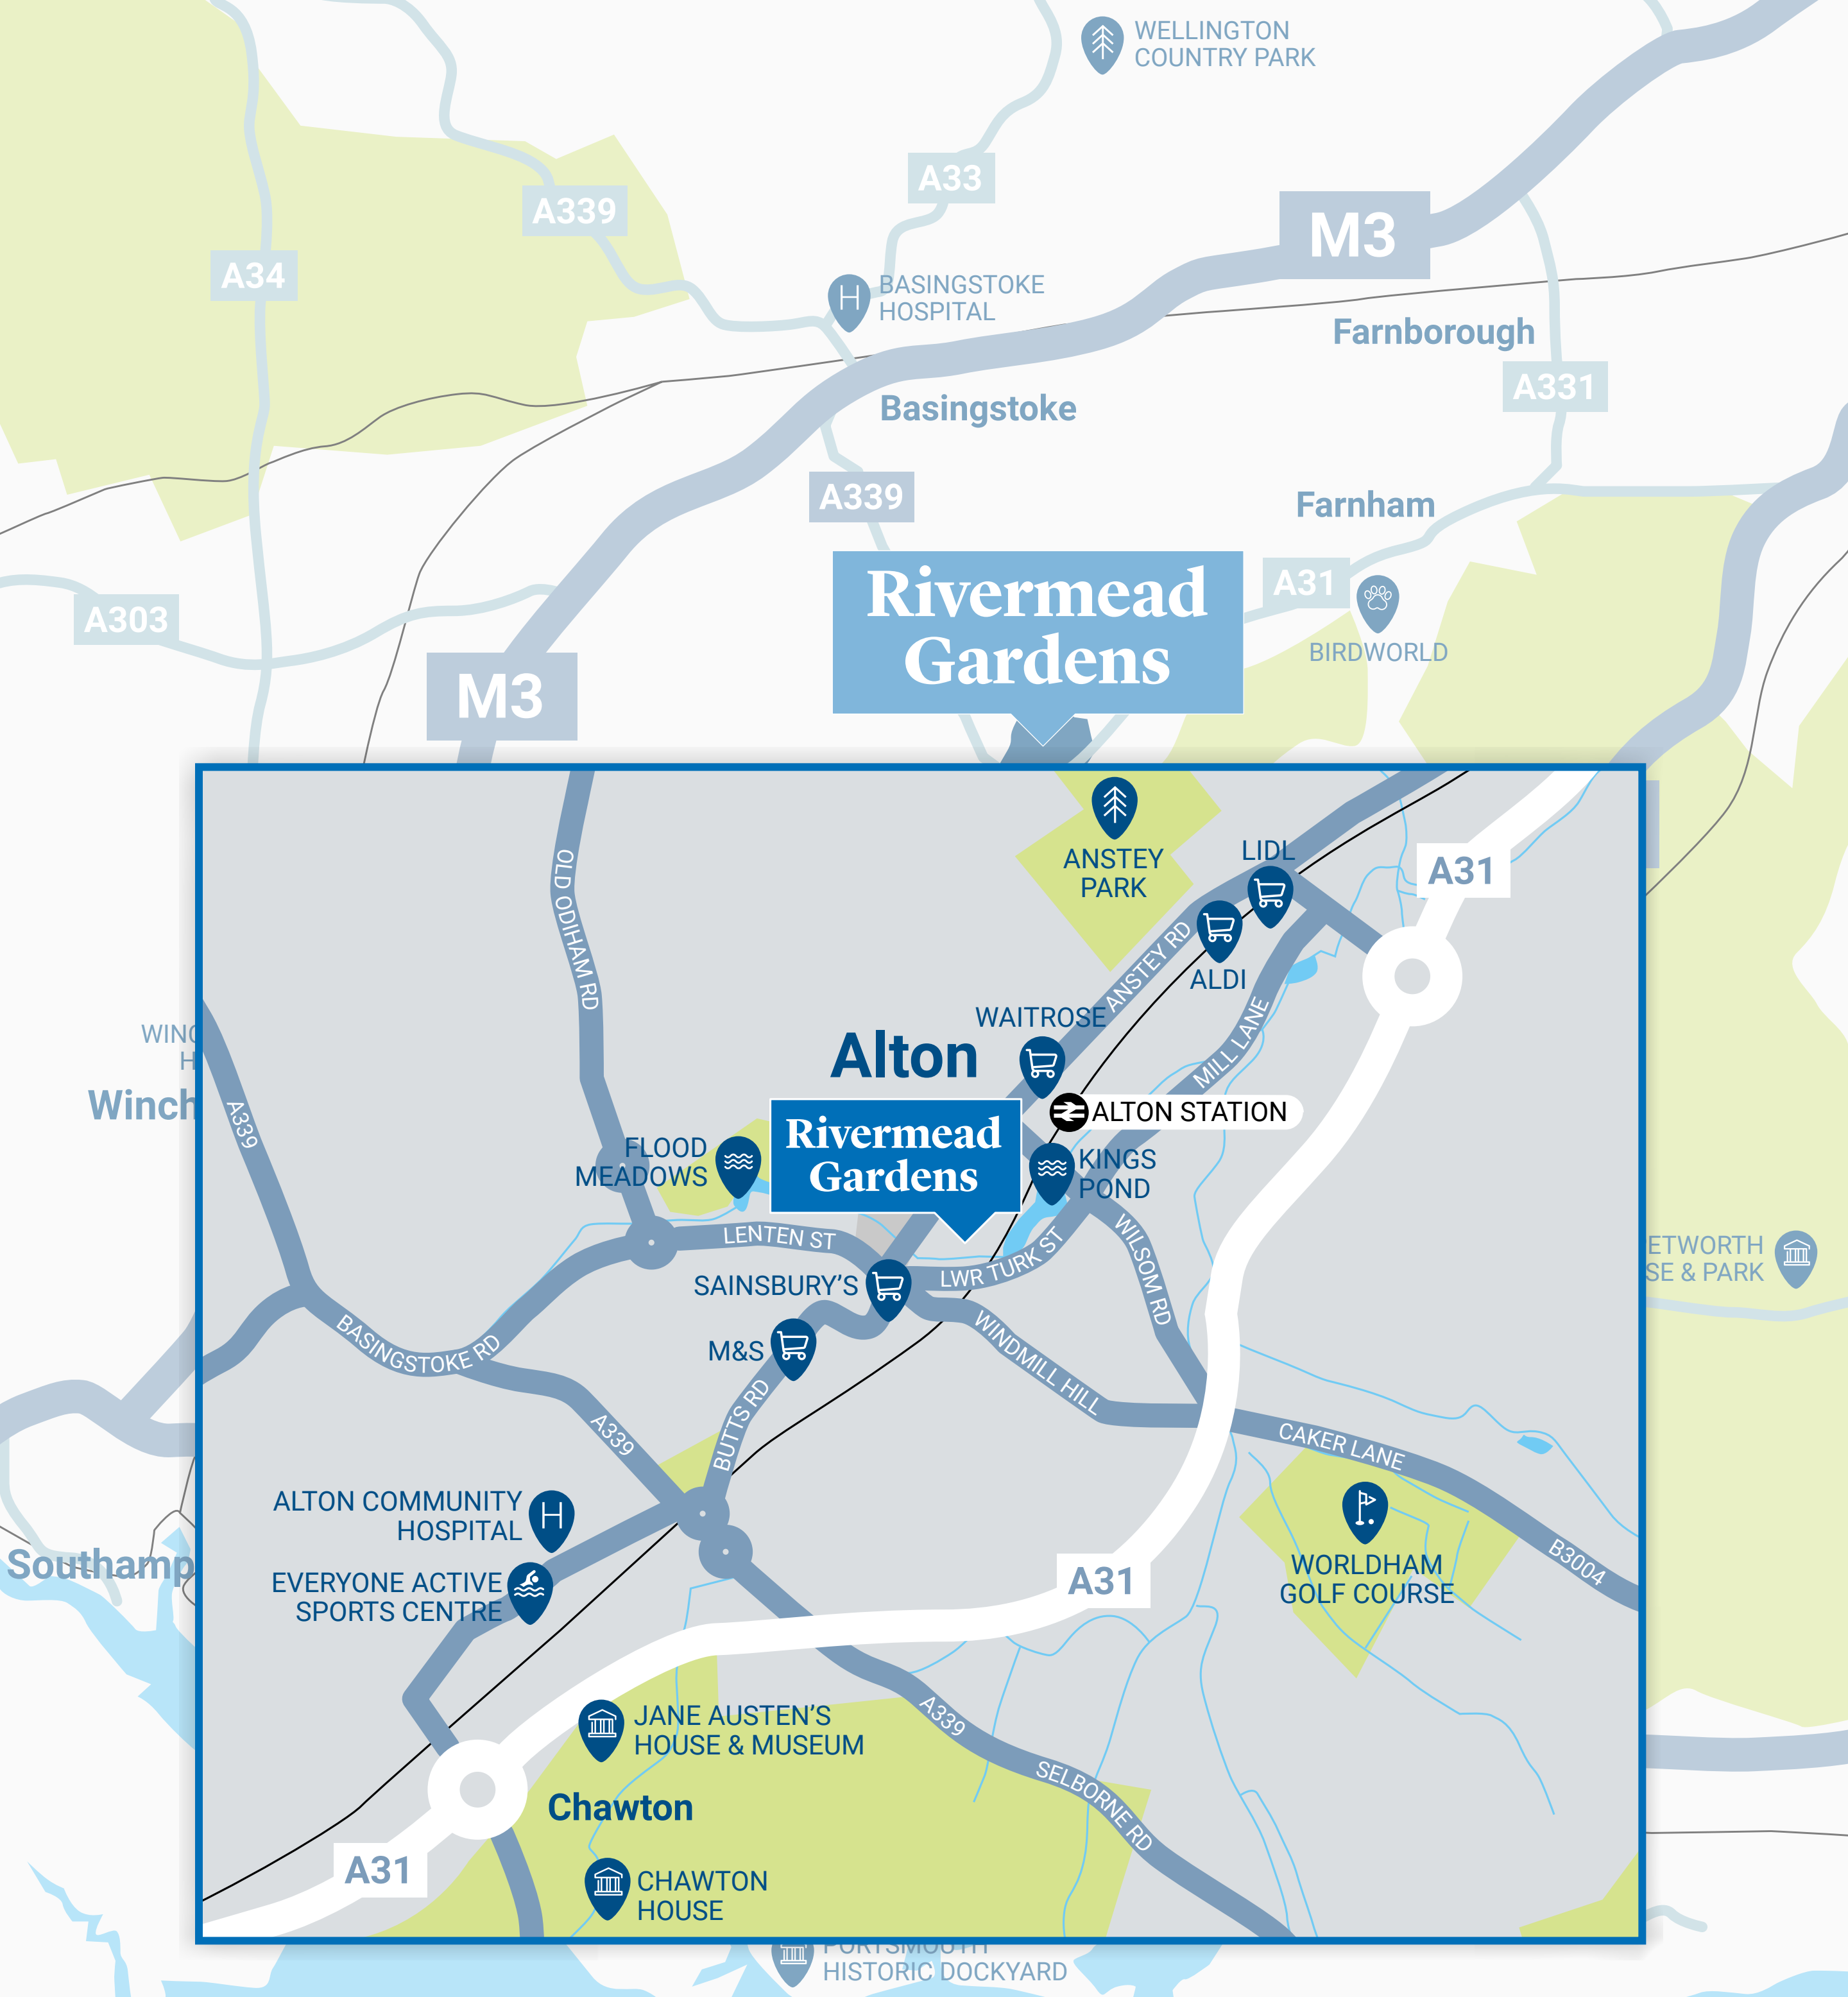 WELLINGTON
COUNTRY PARK
A33
A339
M3
A34
BASINGSTOKE
HOSPITAL
Farnborough
A331
Basingstoke
A339
Farnham
Rivermead
Gardens
A31
BIRDWORLD
A303
M3
ANSTEY
PARK
LIDL
A31
OLD ODIHAM RD
ANSTEY RD
ALDI
WAITROSE
MILL LANE
WINC
H
Alton
Winch
A339
ALTON STATION
Rivermead
Gardens
FLOOD
MEADOWS
KINGS
POND
LENTEN ST
LWR TURK ST
WILSOM RD
ETWORTH
SE & PARK
SAINSBURY'S
BASINGSTOKE RD
M&S
WINDMILL HILL
BUTTS RD
A339
CAKER LANE
ALTON COMMUNITY
HOSPITAL
Southamp
EVERYONE ACTIVE
SPORTS CENTRE
A31
WORLDHAM
GOLF COURSE
B3004
JANE AUSTEN'S
HOUSE & MUSEUM
A339
SELBORNE RD
Chawton
A31
CHAWTON
HOUSE
PORTSMOUTH
HISTORIC DOCKYARD